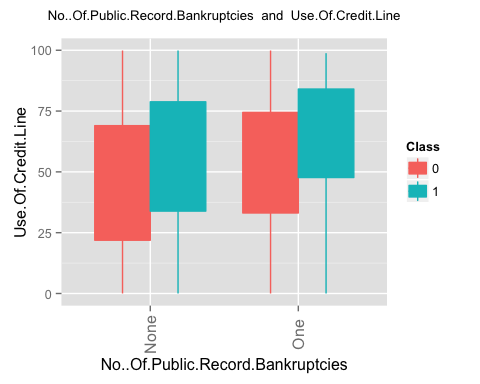 No..Of.Public.Record.Bankruptcies and Use.Of.Credit.Line
100
75
50
25
0
Use.Of.Credit.Line
None
One
No..Of.Public.Record.Bankruptcies
Class
0
1